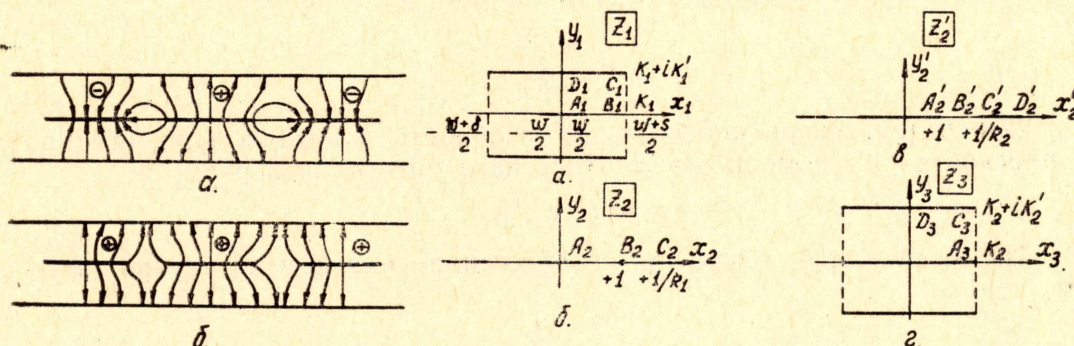 ⊖ ⊕ ⊖
а.
⊕ ⊕ ⊕
б.
y₁ Z₁
K₁+iK₁′
D₁ C₁
A₁ B₁ K₁ x₁
-w+s/2 -w/2 w/2 w+s/2
а.
y₂ Z₂
A₂ B₂ C₂ x₂
+1 +1/k₁
б.
y₂′ Z₂′
A₂′ B₂′ C₂′ D₂′ x₂′
+1 +1/k₂
в
y₃ Z₃
K₂+iK₂′
D₃ C₃
A₃ K₂ x₃
г.